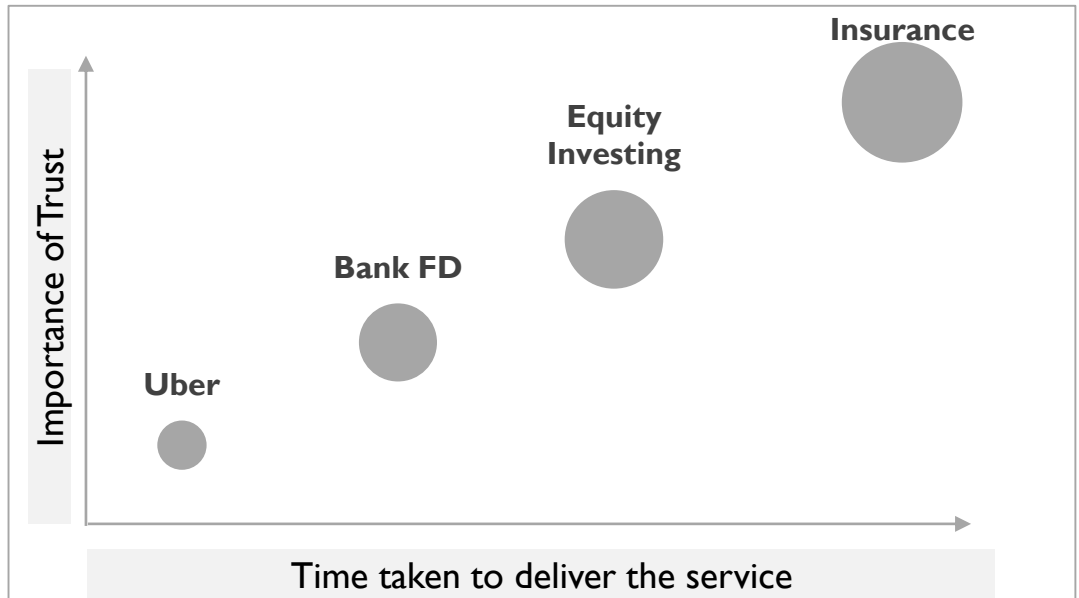 Insurance
Equity
Investing
Bank FD
Uber
Importance of Trust
Time taken to deliver the service